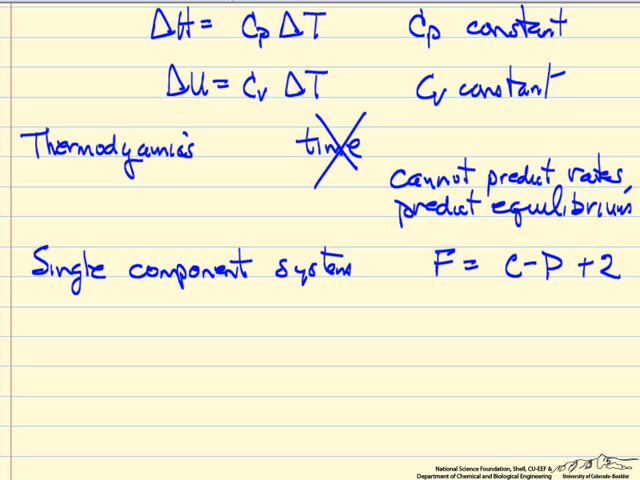 ΔH = Cp ΔT Cp constant
ΔU = Cv ΔT Cv constant
Thermodyamics time
cannot predict rates,
predict equilibrium
Single component systems F = C - P + 2
National Science Foundation, Shell, CU-EEF &
Department of Chemical and Biological Engineering University of Colorado-Boulder